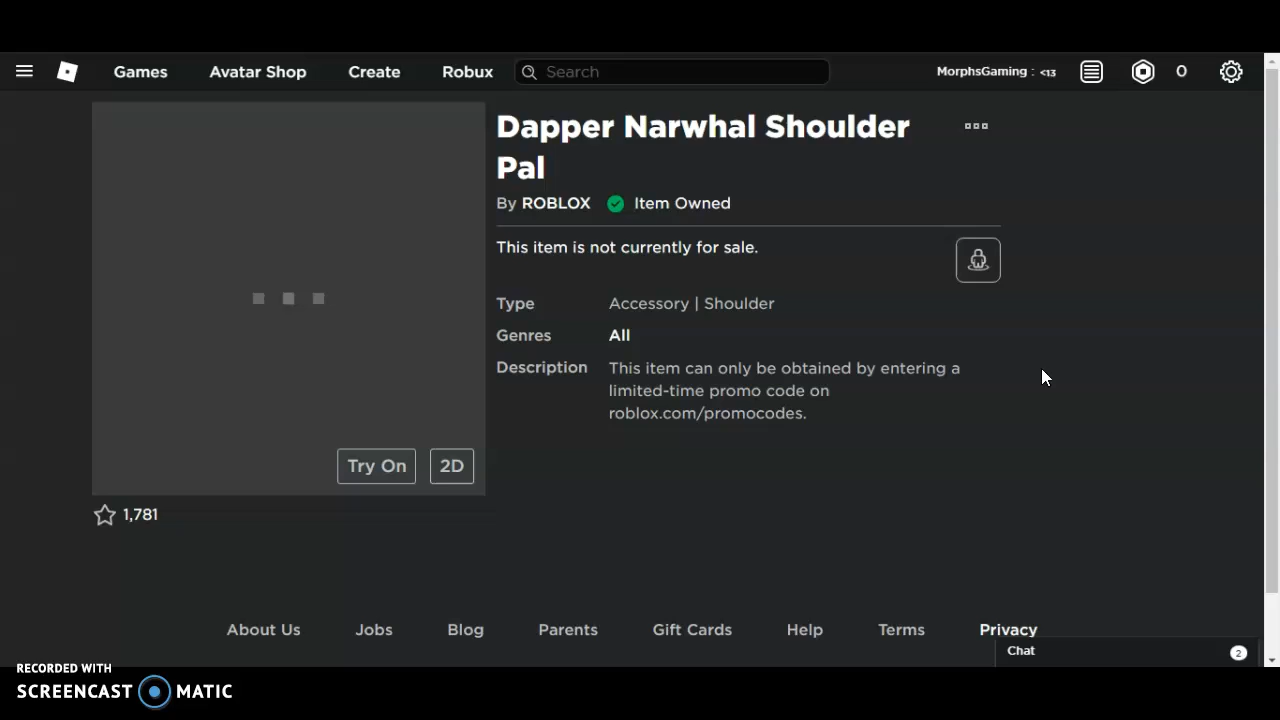 Games Avatar Shop Create Robux Search MorphsGaming : <13 0
Dapper Narwhal Shoulder
Pal
By ROBLOX Item Owned
This item is not currently for sale.
Type Accessory | Shoulder
Genres All
Description This item can only be obtained by entering a
limited-time promo code on
roblox.com/promocodes.
Try On 2D
1,781
About Us Jobs Blog Parents Gift Cards Help Terms Privacy
Chat 2
RECORDED WITH
SCREENCAST MATIC